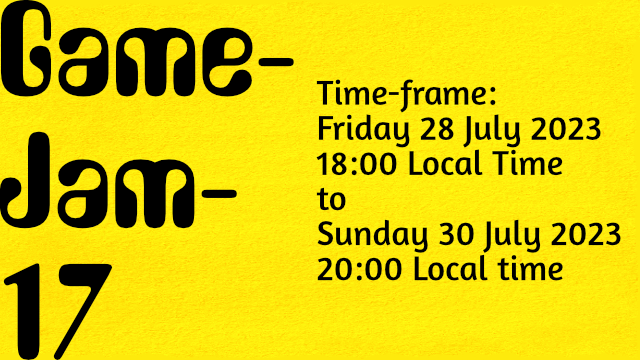 Game-
Jam-
17
Time-frame:
Friday 28 July 2023
18:00 Local Time
to
Sunday 30 July 2023
20:00 Local time